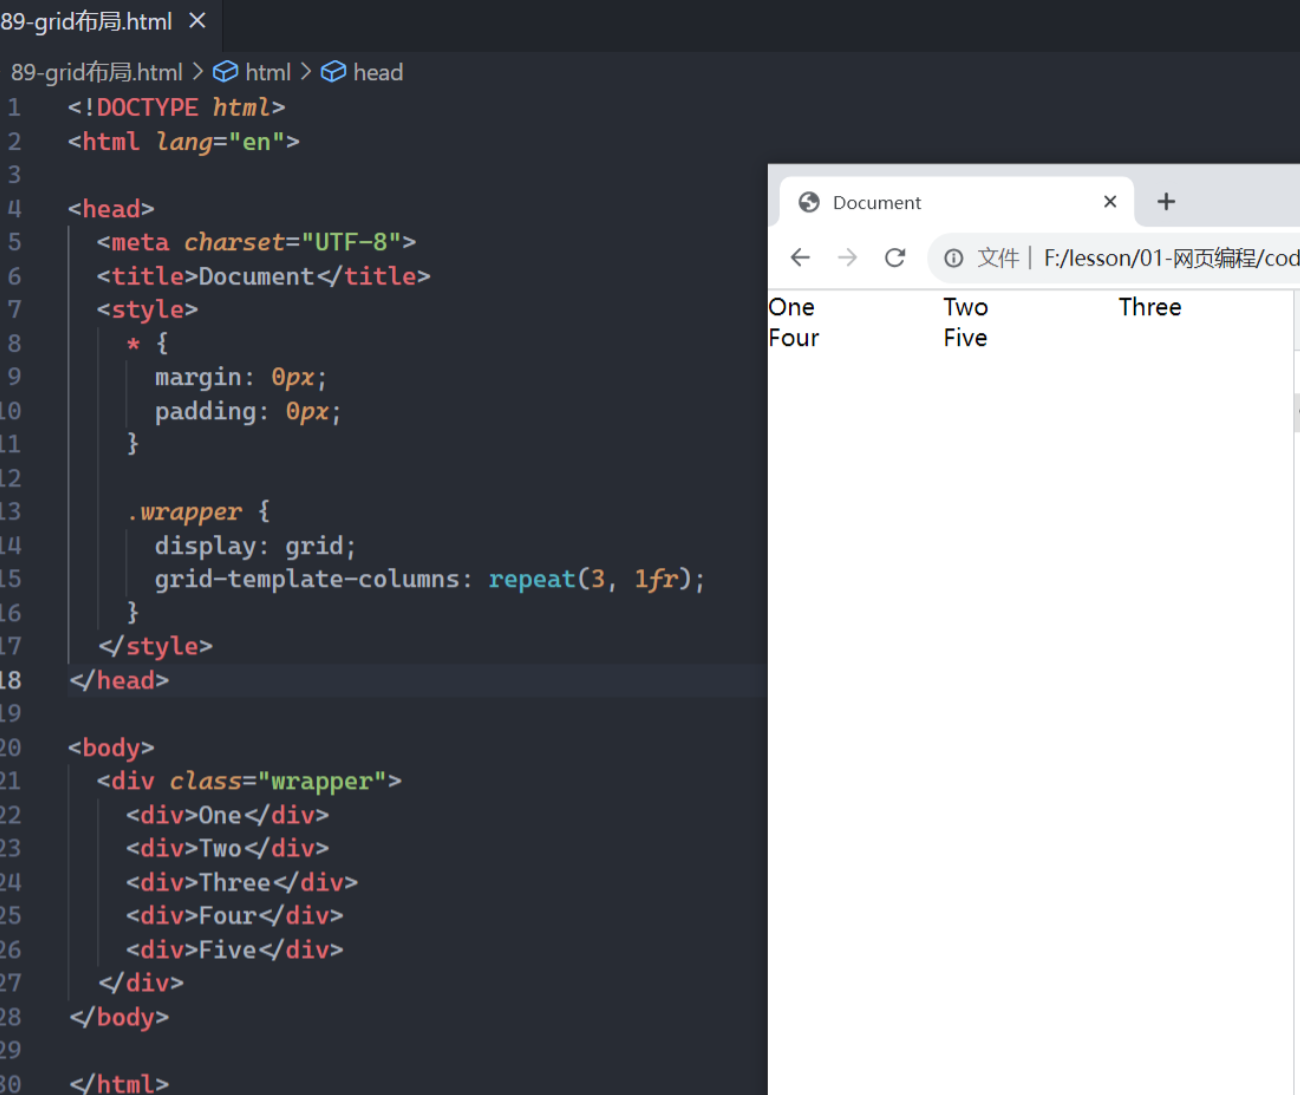 89-grid布局.html ×
89-grid布局.html > html > head
1 <!DOCTYPE html>
2 <html lang="en">
3
4 <head>
5 <meta charset="UTF-8">
6 <title>Document</title>
7 <style>
8 * {
9 margin: 0px;
10 padding: 0px;
11 }
12
13 .wrapper {
14 display: grid;
15 grid-template-columns: repeat(3, 1fr);
16 }
17 </style>
18 </head>
19
20 <body>
21 <div class="wrapper">
22 <div>One</div>
23 <div>Two</div>
24 <div>Three</div>
25 <div>Four</div>
26 <div>Five</div>
27 </div>
28 </body>
29
30 </html>
Document × +
文件 | F:/lesson/01-网页编程/cod
One Two Three
Four Five